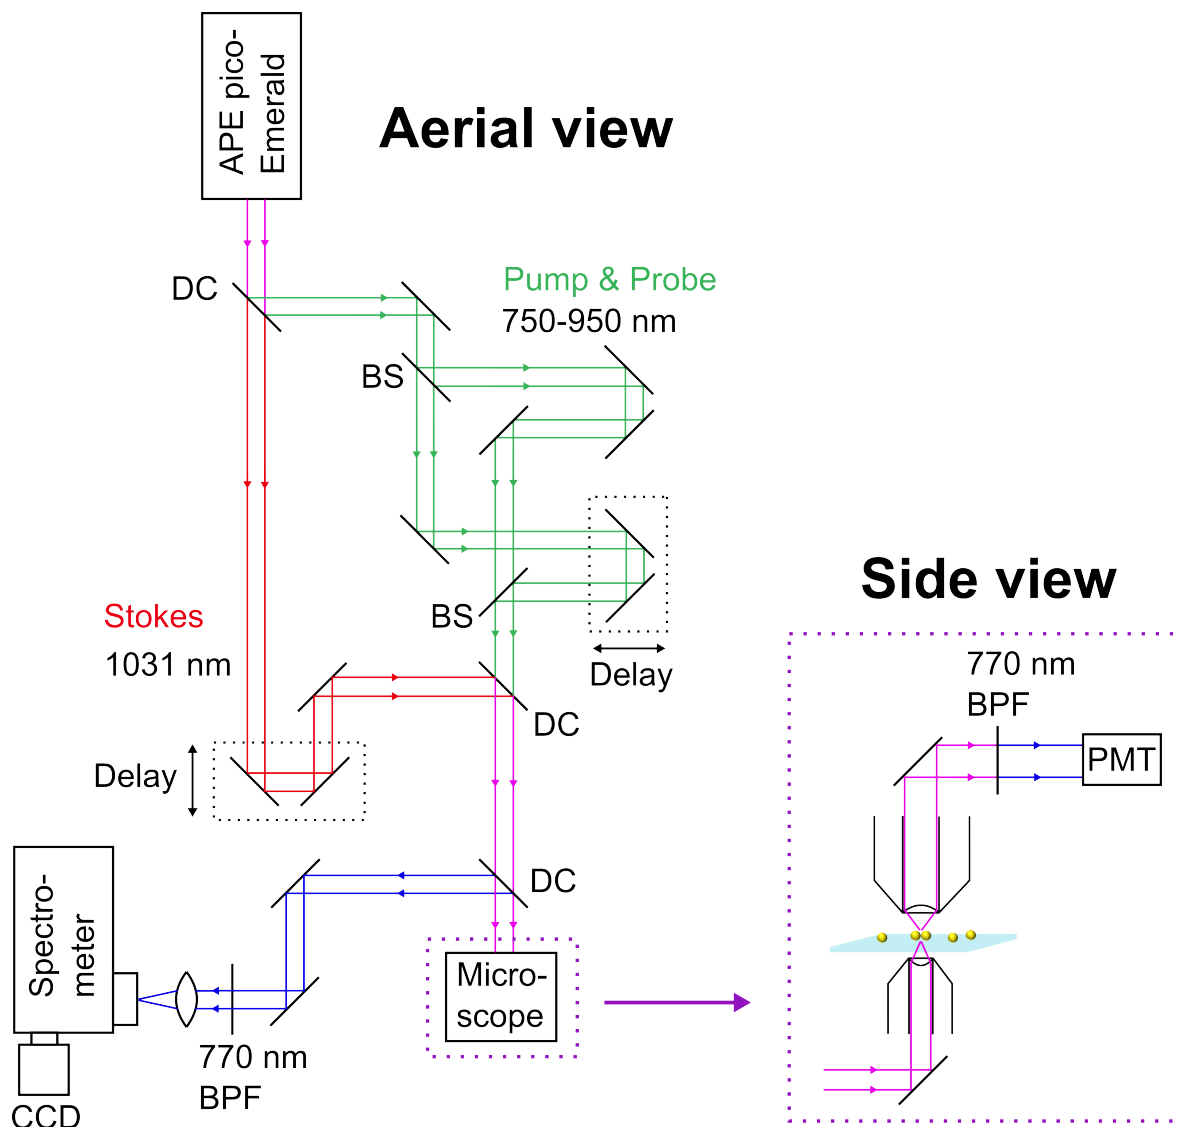 APE pico-
Emerald
Aerial view
DC
Pump & Probe
750-950 nm
BS
BS
Stokes
1031 nm
Delay
DC
Delay
DC
Spectro-
meter
770 nm
BPF
CCD
Micro-
scope
Side view
770 nm
BPF
PMT